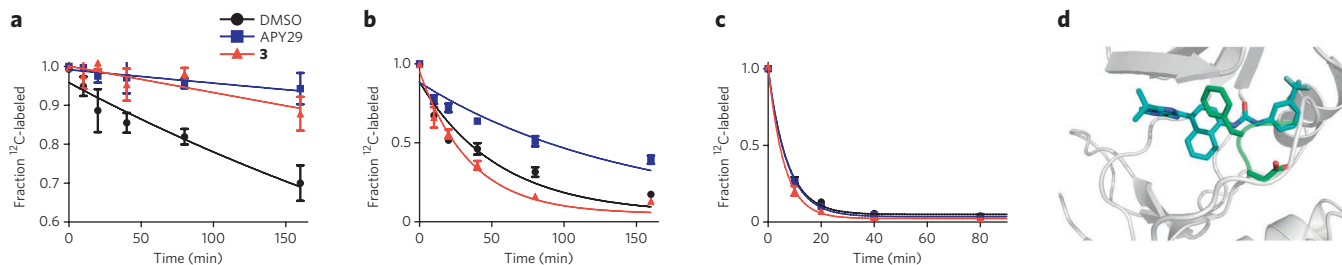 a
DMSO
APY29
3
Fraction ¹²C-labeled
1.0
0.9
0.8
0.7
0.6
0
50
100
150
Time (min)
b
Fraction ¹²C-labeled
1.0
0.5
0
0
50
100
150
Time (min)
c
Fraction ¹²C-labeled
1.0
0.5
0
0
20
40
60
80
Time (min)
d